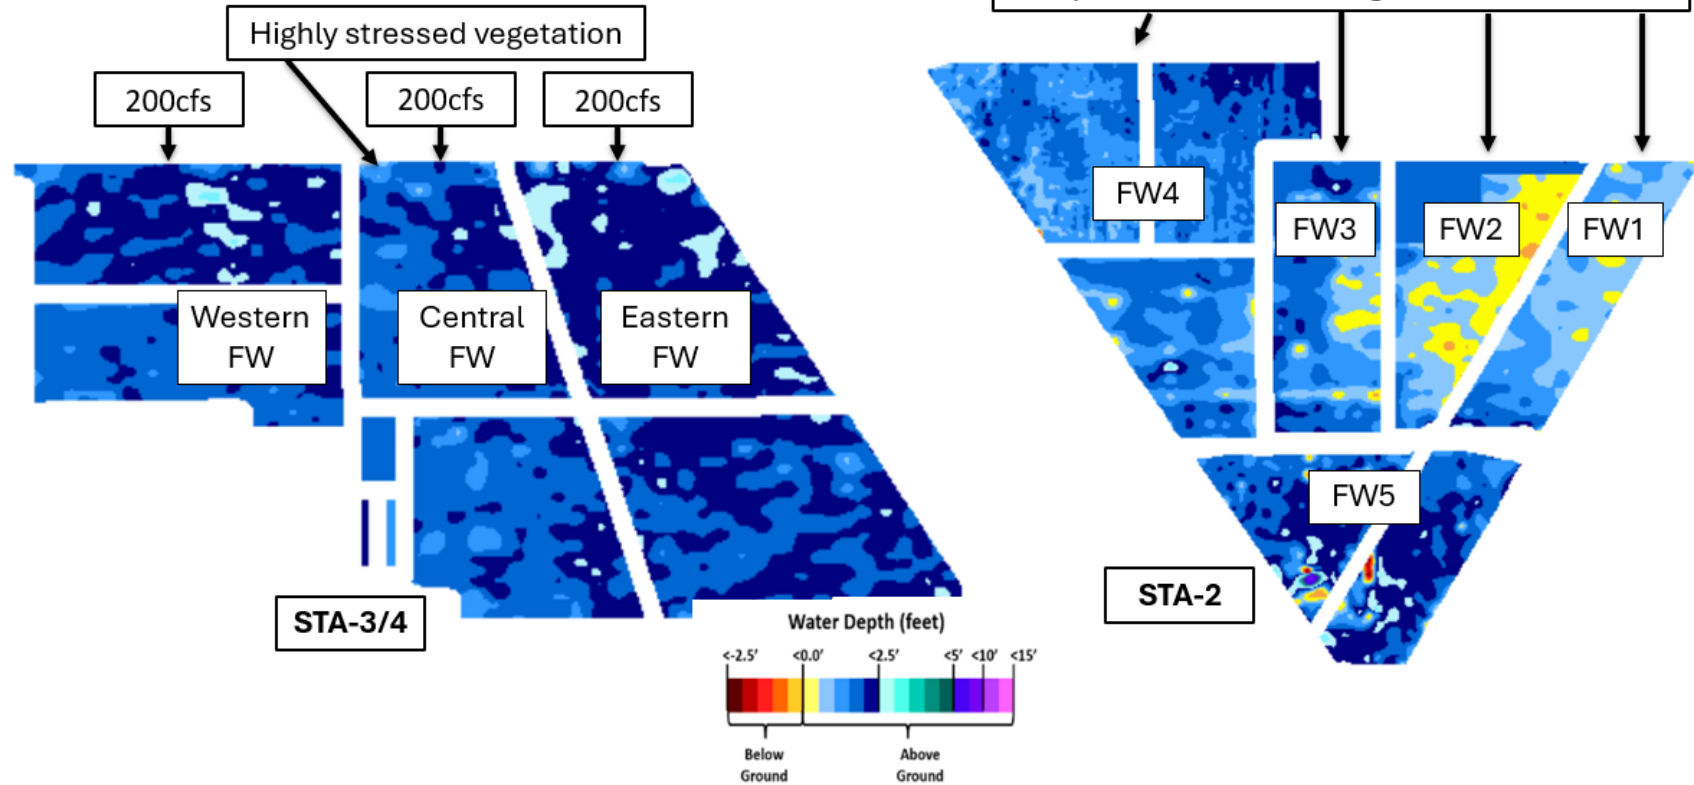 Highly stressed vegetation
200cfs
200cfs
200cfs
Western
FW
Central
FW
Eastern
FW
STA-3/4
FW4
FW3
FW2
FW1
FW5
STA-2
Water Depth (feet)
<-2.5' <0.0' <2.5' <5' <10' <15'
Below
Ground
Above
Ground